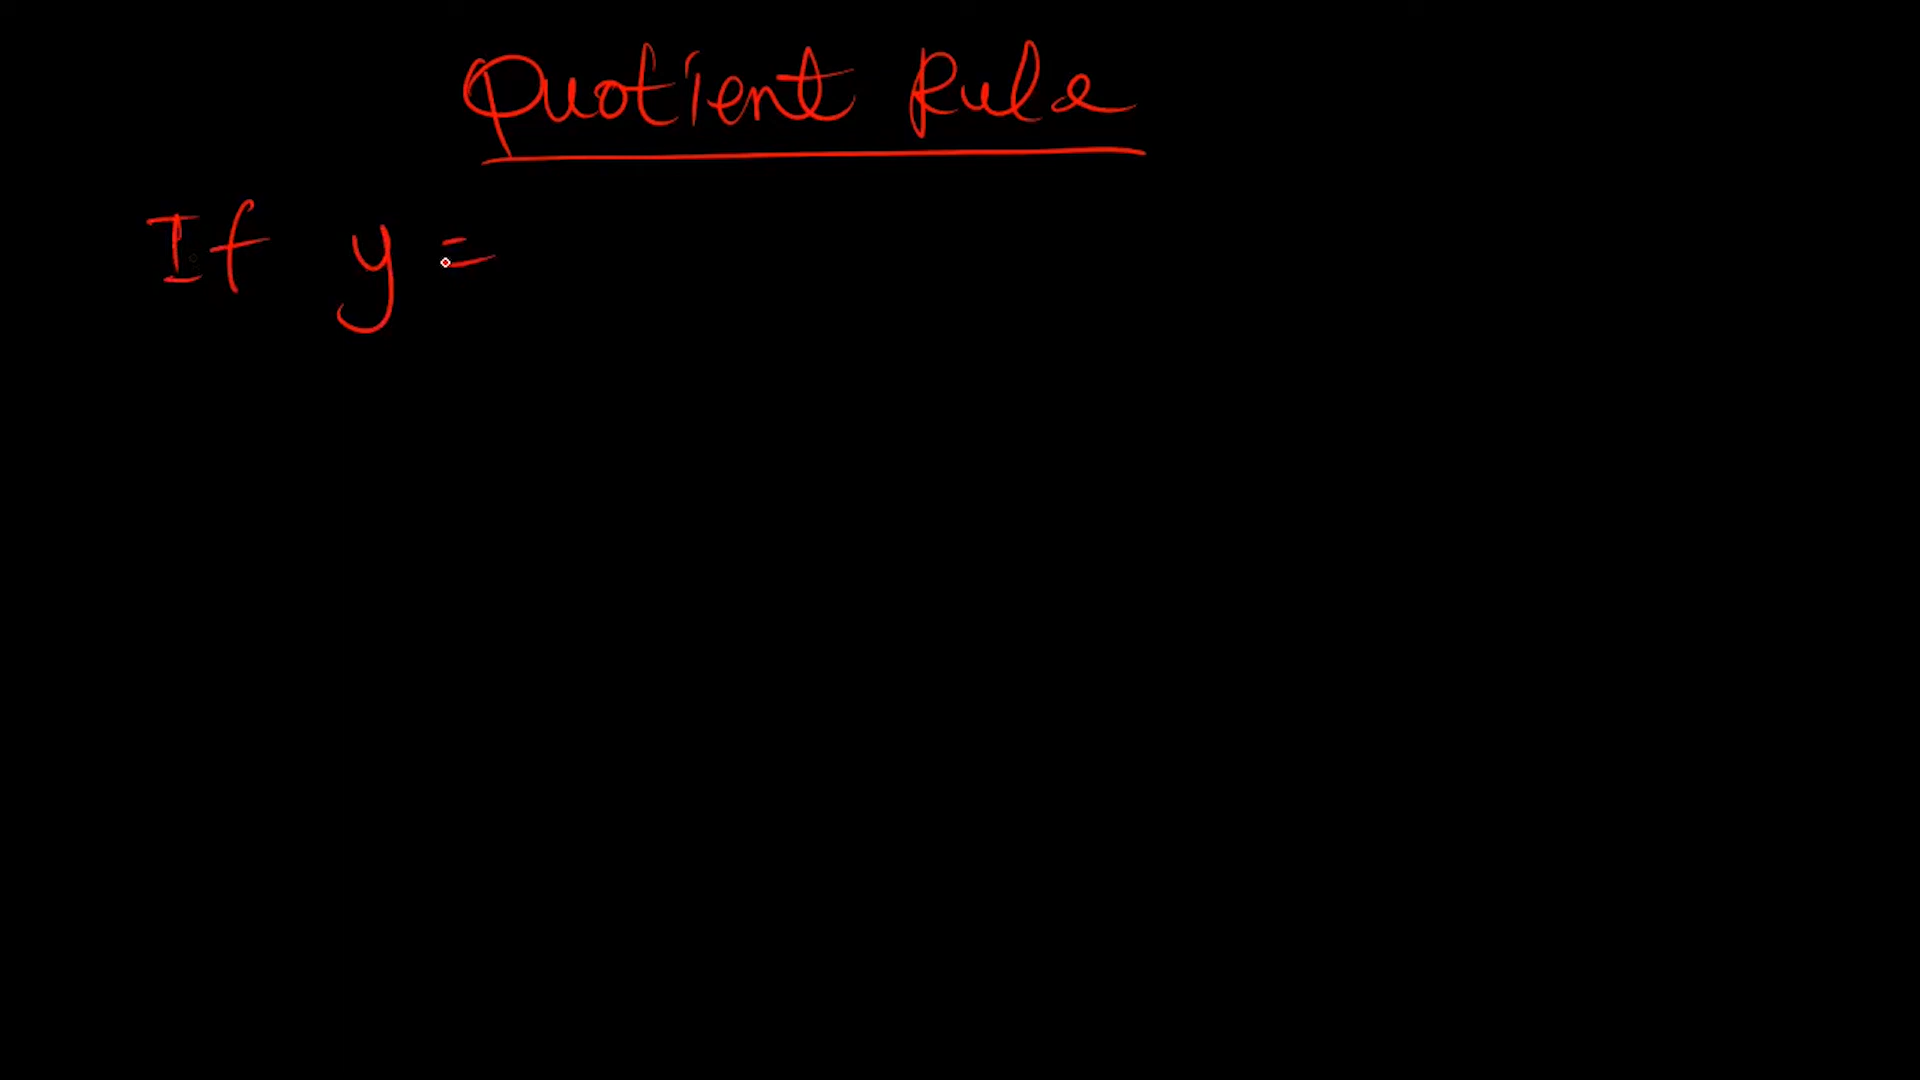 Quotient Rule
If y =